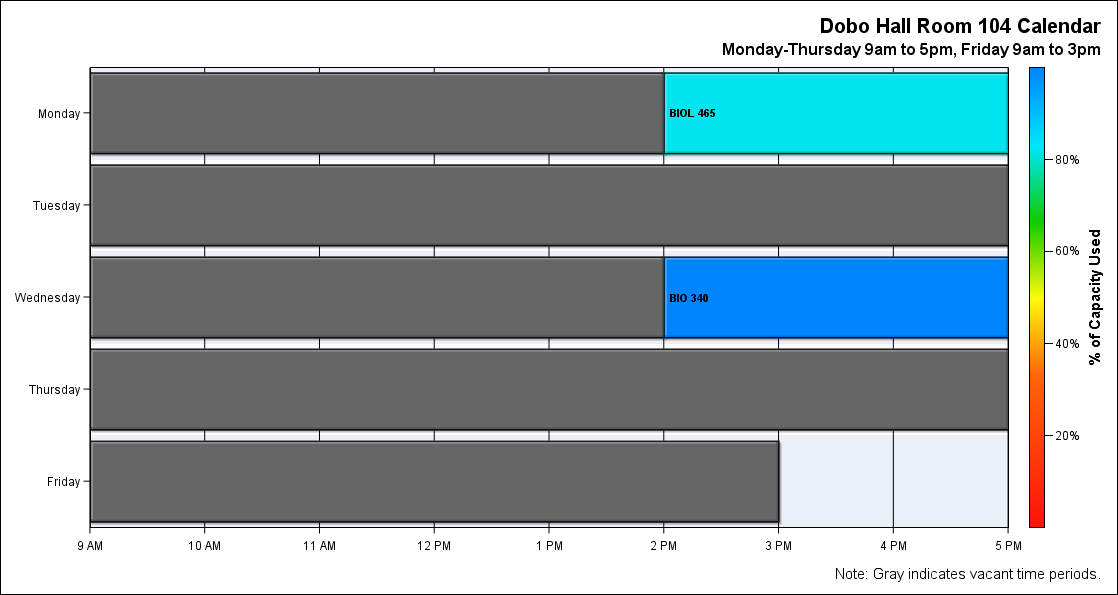 Dobo Hall Room 104 Calendar
Monday-Thursday 9am to 5pm, Friday 9am to 3pm
Monday
BIOL 465
Tuesday
Wednesday
BIO 340
Thursday
Friday
9 AM 10 AM 11 AM 12 PM 1 PM 2 PM 3 PM 4 PM 5 PM
80%
60%
40%
20%
% of Capacity Used
Note: Gray indicates vacant time periods.